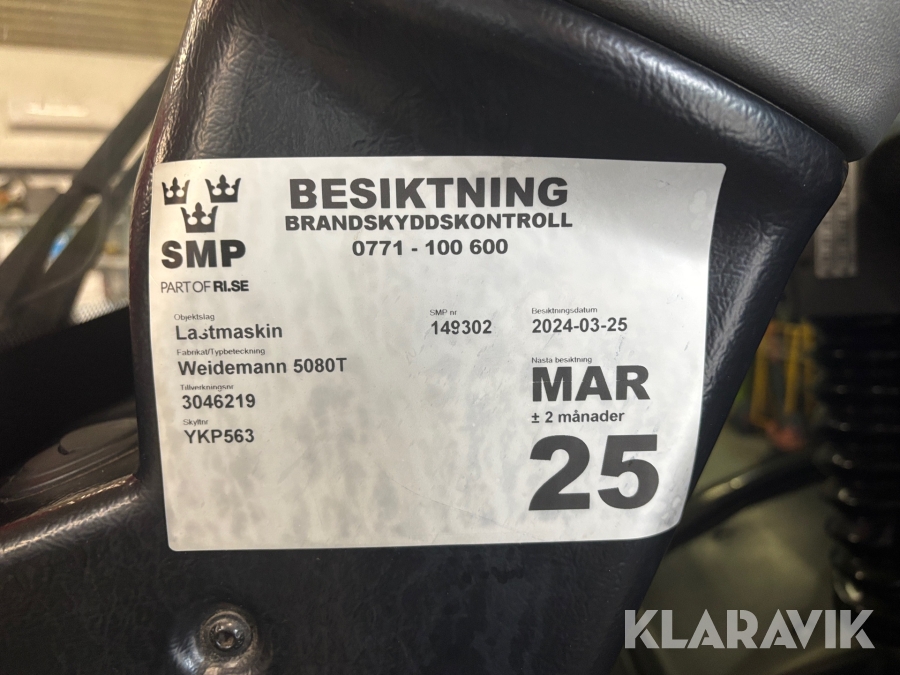 BESIKTNING
BRANDSKYDDSKONTROLL
0771 - 100 600
SMP
PART OF RI.SE
Objektslag
Lastmaskin
SMP nr
149302
Besiktningsdatum
2024-03-25
Fabrikat/Typbeteckning
Weidemann 5080T
Tillverkningsnr
3046219
Skyltnr
YKP563
Nästa besiktning
MAR
± 2 månader
25
KLARAVIK